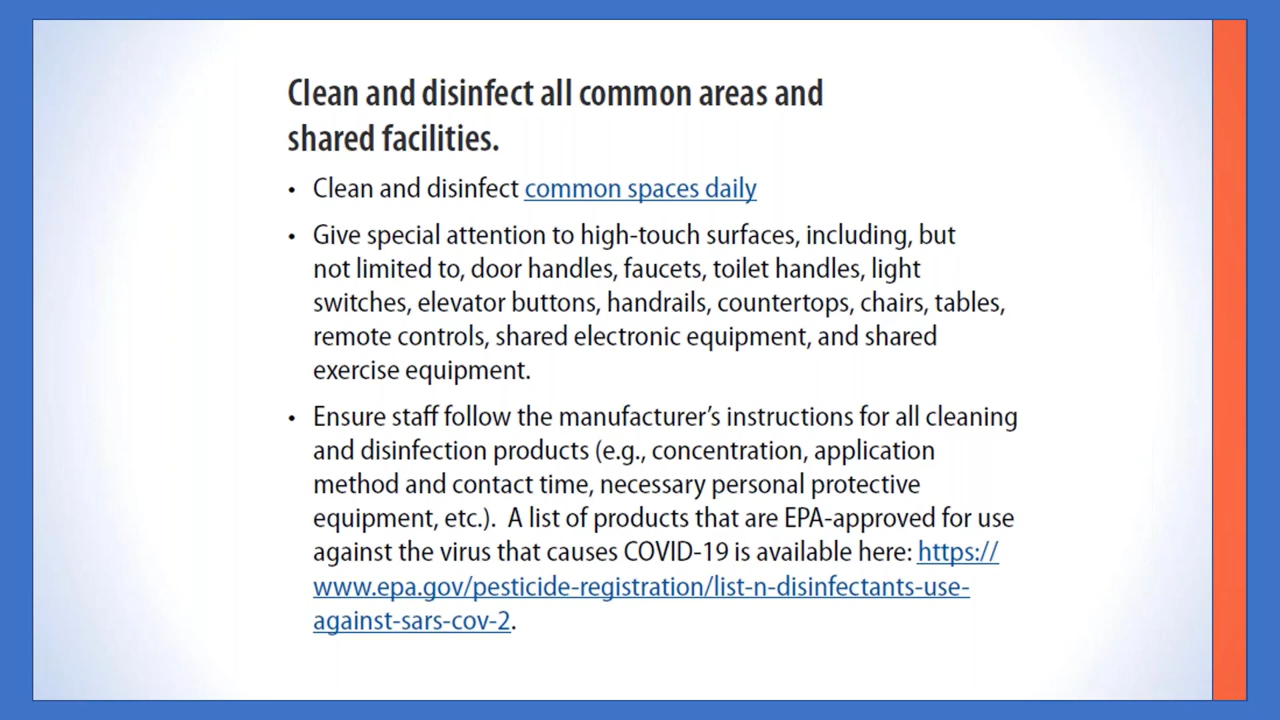 Clean and disinfect all common areas and
shared facilities.
• Clean and disinfect common spaces daily
• Give special attention to high-touch surfaces, including, but
not limited to, door handles, faucets, toilet handles, light
switches, elevator buttons, handrails, countertops, chairs, tables,
remote controls, shared electronic equipment, and shared
exercise equipment.
• Ensure staff follow the manufacturer’s instructions for all cleaning
and disinfection products (e.g., concentration, application
method and contact time, necessary personal protective
equipment, etc.).  A list of products that are EPA-approved for use
against the virus that causes COVID-19 is available here: https://
www.epa.gov/pesticide-registration/list-n-disinfectants-use-
against-sars-cov-2.